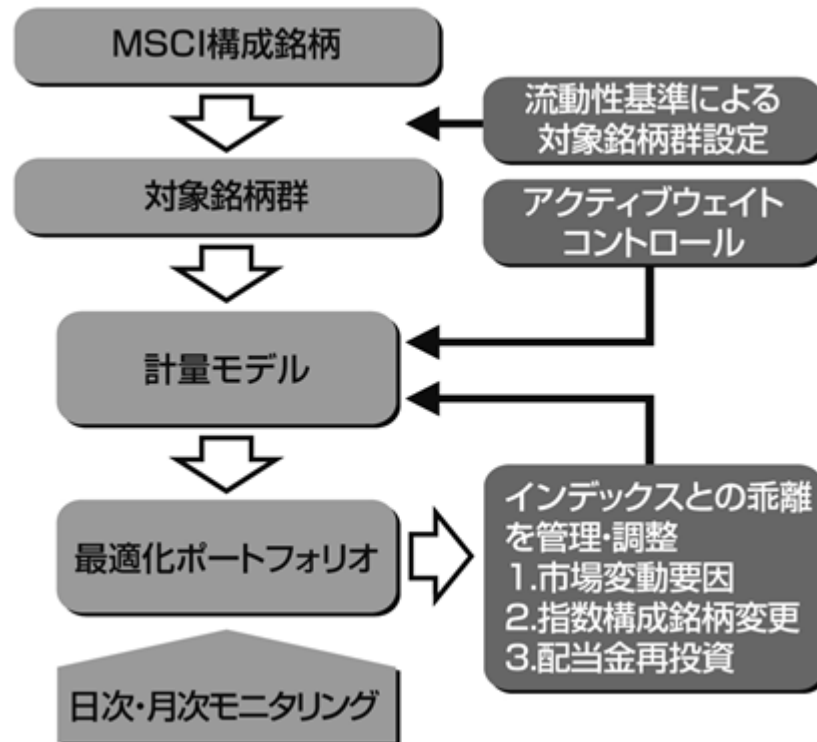 MSCI構成銘柄
流動性基準による
対象銘柄群設定
対象銘柄群
アクティブウェイト
コントロール
計量モデル
最適化ポートフォリオ
インデックスとの乖離
を管理・調整
1.市場変動要因
2.指数構成銘柄変更
3.配当金再投資
日次・月次モニタリング